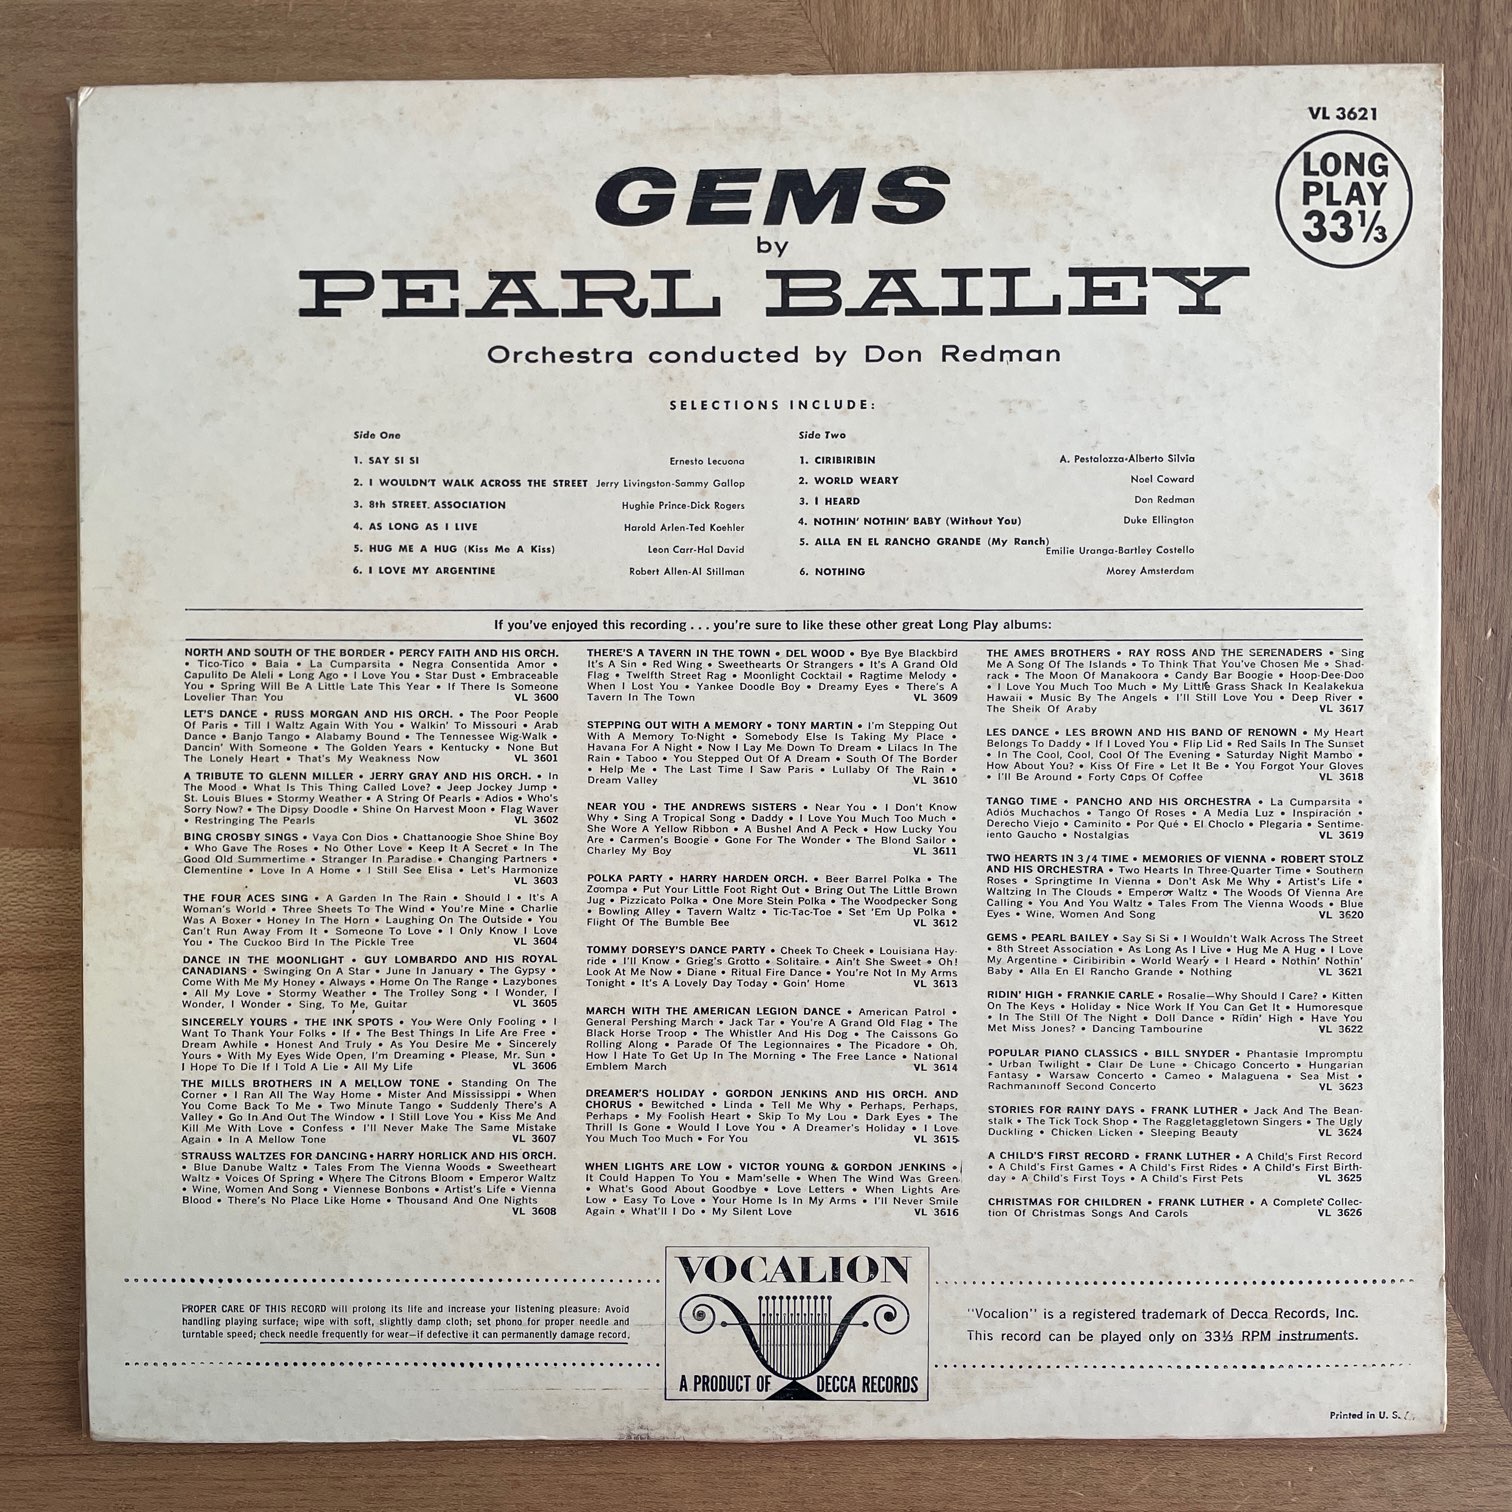 VL 3621
LONG
PLAY
33⅓
GEMS
by
PEARL BAILEY
Orchestra conducted by Don Redman
SELECTIONS INCLUDE:
Side One
1. SAY SI SI Ernesto Lecuona
2. I WOULDN'T WALK ACROSS THE STREET Jerry Livingston-Sammy Gallop
3. 8th STREET. ASSOCIATION Hughie Prince-Dick Rogers
4. AS LONG AS I LIVE Harold Arlen-Ted Koehler
5. HUG ME A HUG (Kiss Me A Kiss) Leon Carr-Hal David
6. I LOVE MY ARGENTINE Robert Allen-Al Stillman
Side Two
1. CIRIBIRIBIN A. Pestalozza-Alberto Silvia
2. WORLD WEARY Noel Coward
3. I HEARD Don Redman
4. NOTHIN' NOTHIN' BABY (Without You) Duke Ellington
5. ALLA EN EL RANCHO GRANDE (My Ranch)
Emilie Uranga-Bartley Costello
6. NOTHING Morey Amsterdam
If you've enjoyed this recording . . . you're sure to like these other great Long Play albums:
NORTH AND SOUTH OF THE BORDER • PERCY FAITH AND HIS ORCH.
• Tico-Tico • Baia • La Cumparsita • Negra Consentida Amor •
Capulito De Aleli • Long Ago • I Love You • Star Dust • Embraceable
You • Spring Will Be A Little Late This Year • If There Is Someone
Lovelier Than You VL 3600
LET'S DANCE • RUSS MORGAN AND HIS ORCH. • The Poor People
Of Paris • Till I Waltz Again With You • Walkin' To Missouri • Arab
Dance • Banjo Tango • Alabamy Bound • The Tennessee Wig-Walk •
Dancin' With Someone • The Golden Years • Kentucky • None But
The Lonely Heart • That's My Weakness Now VL 3601
A TRIBUTE TO GLENN MILLER • JERRY GRAY AND HIS ORCH. • In
The Mood • What Is This Thing Called Love? • Jeep Jockey Jump •
St. Louis Blues • Stormy Weather • A String Of Pearls • Adios • Who's
Sorry Now? • The Dipsy Doodle • Shine On Harvest Moon • Flag Waver
• Restringing The Pearls VL 3602
BING CROSBY SINGS • Vaya Con Dios • Chattanoogie Shoe Shine Boy
• Who Gave The Roses • No Other Love • Keep It A Secret • In The
Good Old Summertime • Stranger In Paradise • Changing Partners •
Clementine • Love In A Home • I Still See Elisa • Let's Harmonize
VL 3603
THE FOUR ACES SING • A Garden In The Rain • Should I • It's A
Woman's World • Three Sheets To The Wind • You're Mine • Charlie
Was A Boxer • Honey In The Horn • Laughing On The Outside • You
Can't Run Away From It • Someone To Love • I Only Know I Love
You • The Cuckoo Bird In The Pickle Tree VL 3604
DANCE IN THE MOONLIGHT • GUY LOMBARDO AND HIS ROYAL
CANADIANS • Swinging On A Star • June In January • The Gypsy •
Come With Me My Honey • Always • Home On The Range • Lazybones
• All My Love • Stormy Weather • The Trolley Song • I Wonder, I
Wonder, I Wonder • Sing, To Me, Guitar VL 3605
SINCERELY YOURS • THE INK SPOTS • You Were Only Fooling • I
Want To Thank Your Folks • If • The Best Things In Life Are Free •
Dream Awhile • Honest And Truly • As You Desire Me • Sincerely
Yours • With My Eyes Wide Open, I'm Dreaming • Please, Mr. Sun •
I Hope To Die If I Told A Lie • All My Life VL 3606
THE MILLS BROTHERS IN A MELLOW TONE • Standing On The
Corner • I Ran All The Way Home • Mister And Mississippi • When
You Come Back To Me • Two Minute Tango • Suddenly There's A
Valley • Go In And Out The Window • I Still Love You • Kiss Me And
Kill Me With Love • Confess • I'll Never Make The Same Mistake
Again • In A Mellow Tone VL 3607
STRAUSS WALTZES FOR DANCING • HARRY HORLICK AND HIS ORCH.
• Blue Danube Waltz • Tales From The Vienna Woods • Sweetheart
Waltz • Voices Of Spring • Where The Citrons Bloom • Emperor Waltz
• Wine, Women And Song • Viennese Bonbons • Artist's Life • Vienna
Blood • There's No Place Like Home • Thousand And One Nights
VL 3608
THERE'S A TAVERN IN THE TOWN • DEL WOOD • Bye Bye Blackbird
It's A Sin • Red Wing • Sweethearts Or Strangers • It's A Grand Old
Flag • Twelfth Street Rag • Moonlight Cocktail • Ragtime Melody •
When I Lost You • Yankee Doodle Boy • Dreamy Eyes • There's A
Tavern In The Town VL 3609
STEPPING OUT WITH A MEMORY • TONY MARTIN • I'm Stepping Out
With A Memory To-Night • Somebody Else Is Taking My Place •
Havana For A Night • Now I Lay Me Down To Dream • Lilacs In The
Rain • Taboo • You Stepped Out Of A Dream • South Of The Border
• Help Me • The Last Time I Saw Paris • Lullaby Of The Rain •
Dream Valley VL 3610
NEAR YOU • THE ANDREWS SISTERS • Near You • I Don't Know
Why • Sing A Tropical Song • Daddy • I Love You Much Too Much •
She Wore A Yellow Ribbon • A Bushel And A Peck • How Lucky You
Are • Carmen's Boogie • Gone For The Wonder • The Blond Sailor •
Charley My Boy VL 3611
POLKA PARTY • HARRY HARDEN ORCH. • Beer Barrel Polka • The
Zoompa • Put Your Little Foot Right Out • Bring Out The Little Brown
Jug • Pizzicato Polka • One More Stein Polka • The Woodpecker Song
• Bowling Alley • Tavern Waltz • Tic-Tac-Toe • Set 'Em Up Polka •
Flight Of The Bumble Bee VL 3612
TOMMY DORSEY'S DANCE PARTY • Cheek To Cheek • Louisiana Hay-
ride • I'll Know • Grieg's Grotto • Solitaire • Ain't She Sweet • Oh!
Look At Me Now • Diane • Ritual Fire Dance • You're Not In My Arms
Tonight • It's A Lovely Day Today • Goin' Home VL 3613
MARCH WITH THE AMERICAN LEGION DANCE • American Patrol •
General Pershing March • Jack Tar • You're A Grand Old Flag • The
Black Horse Troop • The Whistler And His Dog • The Caissons Go
Rolling Along • Parade Of The Legionnaires • The Picadore • Oh,
How I Hate To Get Up In The Morning • The Free Lance • National
Emblem March VL 3614
DREAMER'S HOLIDAY • GORDON JENKINS AND HIS ORCH. AND
CHORUS • Bewitched • Linda • Tell Me Why • Perhaps, Perhaps,
Perhaps • My Foolish Heart • Skip To My Lou • Dark Eyes • The
Thrill Is Gone • Would I Love You • A Dreamer's Holiday • I Love
You Much Too Much • For You VL 3615
WHEN LIGHTS ARE LOW • VICTOR YOUNG & GORDON JENKINS •
It Could Happen To You • Mam'selle • When The Wind Was Green
• What's Good About Goodbye • Love Letters • When Lights Are
Low • Easy To Love • Your Home Is In My Arms • I'll Never Smile
Again • What'll I Do • My Silent Love VL 3616
THE AMES BROTHERS • RAY ROSS AND THE SERENADERS • Sing
Me A Song Of The Islands • To Think That You've Chosen Me • Shad-
rack • The Moon Of Manakoora • Candy Bar Boogie • Hoop-Dee-Doo
• I Love You Much Too Much • My Little Grass Shack In Kealakekua
Hawaii • Music By The Angels • I'll Still Love You • Deep River •
The Sheik Of Araby VL 3617
LES DANCE • LES BROWN AND HIS BAND OF RENOWN • My Heart
Belongs To Daddy • If I Loved You • Flip Lid • Red Sails In The Sunset
• In The Cool, Cool, Cool Of The Evening • Saturday Night Mambo •
How About You? • Kiss Of Fire • Let It Be • You Forgot Your Gloves
• I'll Be Around • Forty Cups Of Coffee VL 3618
TANGO TIME • PANCHO AND HIS ORCHESTRA • La Cumparsita •
Adiós Muchachos • Tango Of Roses • A Media Luz • Inspiración •
Derecho Viejo • Caminito • Por Qué • El Choclo • Plegaria • Sentime-
iento Gaucho • Nostalgias VL 3619
TWO HEARTS IN 3/4 TIME • MEMORIES OF VIENNA • ROBERT STOLZ
AND HIS ORCHESTRA • Two Hearts In Three-Quarter Time • Southern
Roses • Springtime In Vienna • Don't Ask Me Why • Artist's Life •
Waltzing In The Clouds • Emperor Waltz • The Woods Of Vienna Are
Calling • You And You Waltz • Tales From The Vienna Woods • Blue
Eyes • Wine, Women And Song VL 3620
GEMS • PEARL BAILEY • Say Si Si • I Wouldn't Walk Across The Street
• 8th Street Association • As Long As I Live • Hug Me A Hug • I Love
My Argentine • Ciribiribin • World Weary • I Heard • Nothin' Nothin'
Baby • Alla En El Rancho Grande • Nothing VL 3621
RIDIN' HIGH • FRANKIE CARLE • Rosalie—Why Should I Care? • Kitten
On The Keys • Holiday • Nice Work If You Can Get It • Humoresque
• In The Still Of The Night • Doll Dance • Ridin' High • Have You
Met Miss Jones? • Dancing Tambourine VL 3622
POPULAR PIANO CLASSICS • BILL SNYDER • Phantasie Impromptu
• Urban Twilight • Clair De Lune • Chicago Concerto • Hungarian
Fantasy • Warsaw Concerto • Cameo • Malaguena • Sea Mist •
Rachmaninoff Second Concerto VL 3623
STORIES FOR RAINY DAYS • FRANK LUTHER • Jack And The Bean-
stalk • The Tick Tock Shop • The Raggletaggletown Singers • The Ugly
Duckling • Chicken Licken • Sleeping Beauty VL 3624
A CHILD'S FIRST RECORD • FRANK LUTHER • A Child's First Record
• A Child's First Games • A Child's First Rides • A Child's First Birth-
day • A Child's First Toys • A Child's First Pets VL 3625
CHRISTMAS FOR CHILDREN • FRANK LUTHER • A Complete Collec-
tion Of Christmas Songs And Carols VL 3626
PROPER CARE OF THIS RECORD will prolong its life and increase your listening pleasure: Avoid
handling playing surface; wipe with soft, slightly damp cloth; set phono for proper needle and
turntable speed; check needle frequently for wear—if defective it can permanently damage record.
VOCALION
A PRODUCT OF DECCA RECORDS
"Vocalion" is a registered trademark of Decca Records, Inc.
This record can be played only on 33⅓ RPM instruments.
Printed in U. S.